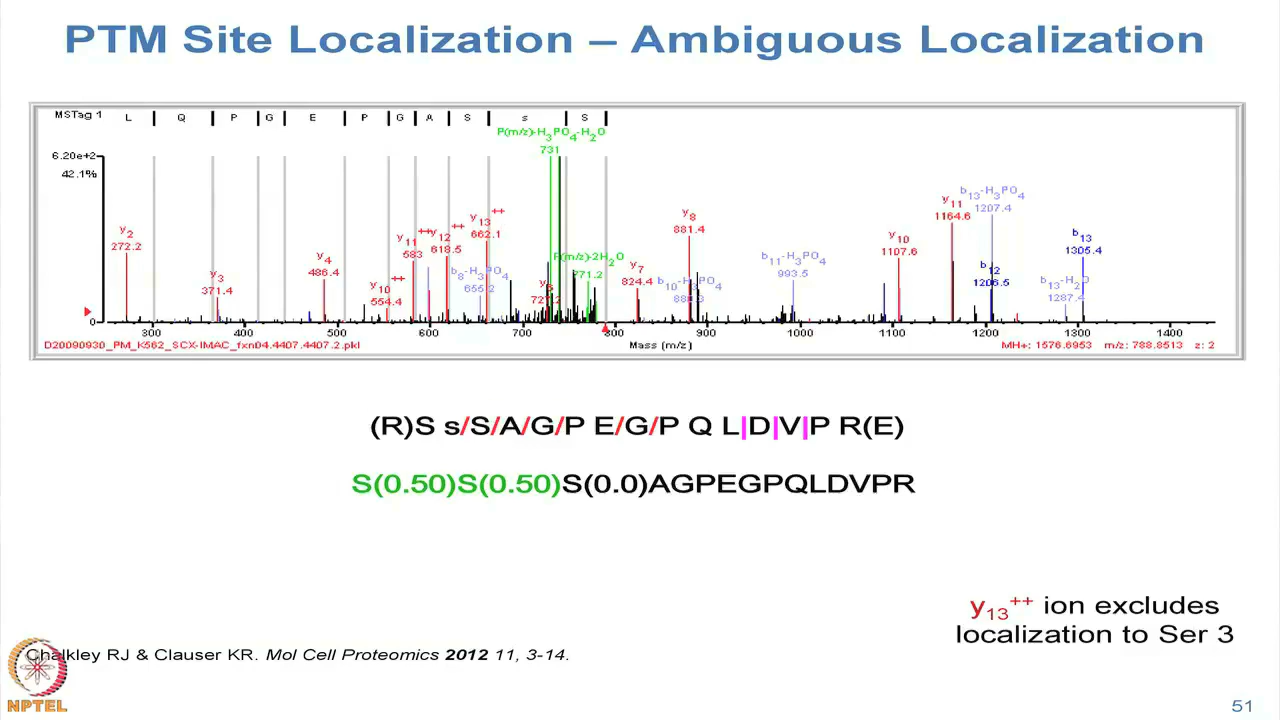 PTM Site Localization – Ambiguous Localization
MSTag 1
L Q P G E P G A S s S
P(m/z)-H3PO4-H2O
731
6.20e+2
42.1%
b13-H3PO4
1207.4
y2
272.2
y11++
583
y12++
618.5
y13++
662.1
y8
881.4
y11
1164.6
y10
1107.6
b13
1305.4
y3
371.4
y4
486.4
y10++
554.4
b8-H3PO4
655.2
P(m/z)-2H2O
771.2
y7
824.4
b10-H3PO4
b11-H3PO4
993.5
b12
1206.5
b13-H2O
1287.4
0
300 400 500 600 700 800 900 1000 1100 1200 1300 1400
D20090930_PM_K562_SCX-IMAC_fxn04.4407.4407.2.pkl Mass (m/z) MH+: 1576.6953 m/z: 788.8513 z: 2
(R)S s/S/A/G/P E/G/P Q L|D|V|P R(E)
S(0.50)S(0.50)S(0.0)AGPEGPQLDVPR
y13++ ion excludes
localization to Ser 3
Chalkley RJ & Clauser KR. Mol Cell Proteomics 2012 11, 3-14.
NPTEL
51